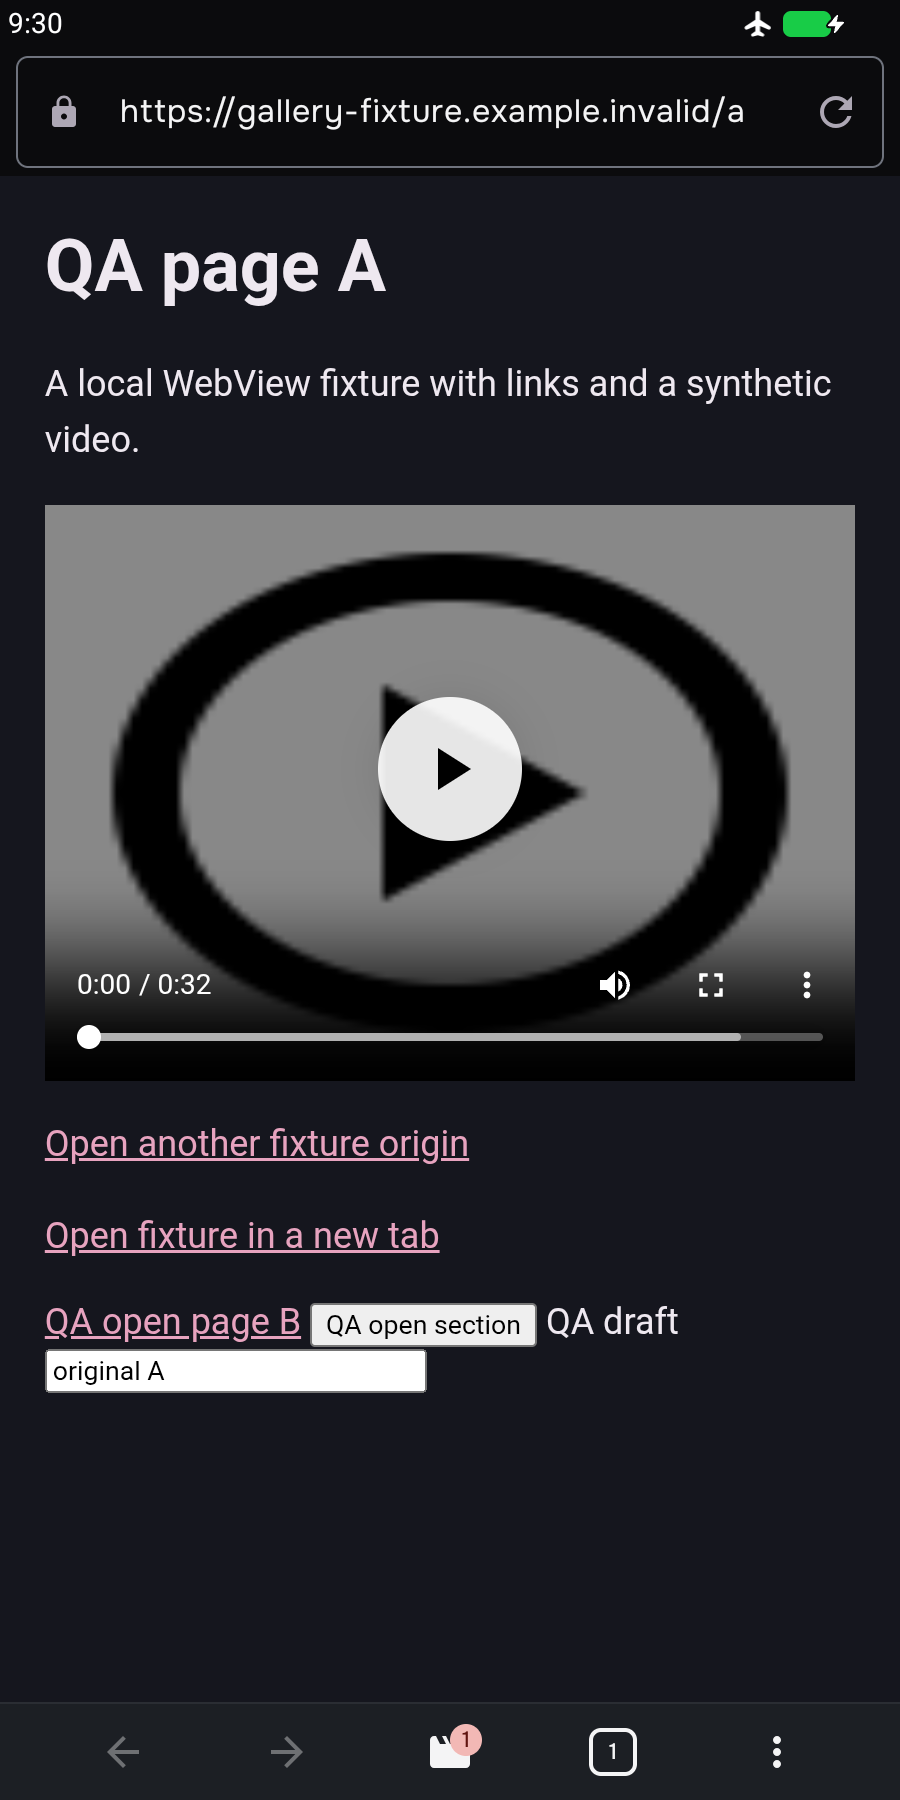 9:30
https://gallery-fixture.example.invalid/a
QA page A
A local WebView fixture with links and a synthetic
video.
0:00 / 0:32
Open another fixture origin
Open fixture in a new tab
QA open page B QA open section QA draft
original A
1
1